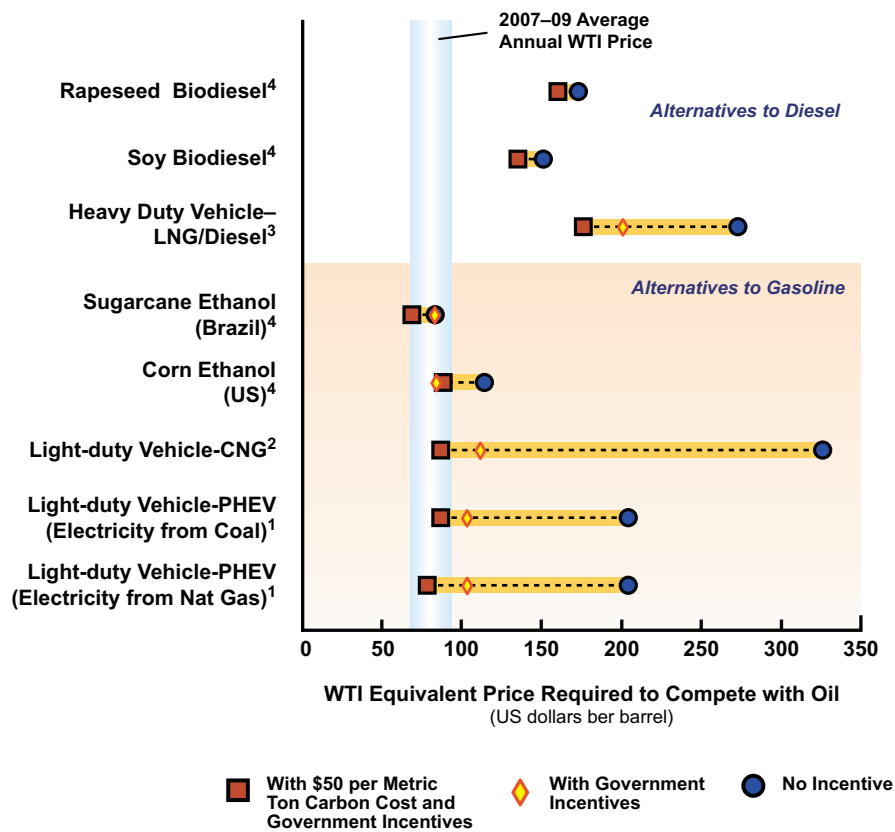 2007–09 Average
Annual WTI Price
Rapeseed Biodiesel⁴
Alternatives to Diesel
Soy Biodiesel⁴
Heavy Duty Vehicle–
LNG/Diesel³
Alternatives to Gasoline
Sugarcane Ethanol
(Brazil)⁴
Corn Ethanol
(US)⁴
Light-duty Vehicle-CNG²
Light-duty Vehicle-PHEV
(Electricity from Coal)¹
Light-duty Vehicle-PHEV
(Electricity from Nat Gas)¹
0 50 100 150 200 250 300 350
WTI Equivalent Price Required to Compete with Oil
(US dollars ber barrel)
With $50 per Metric
Ton Carbon Cost and
Government Incentives
With Government
Incentives
No Incentive